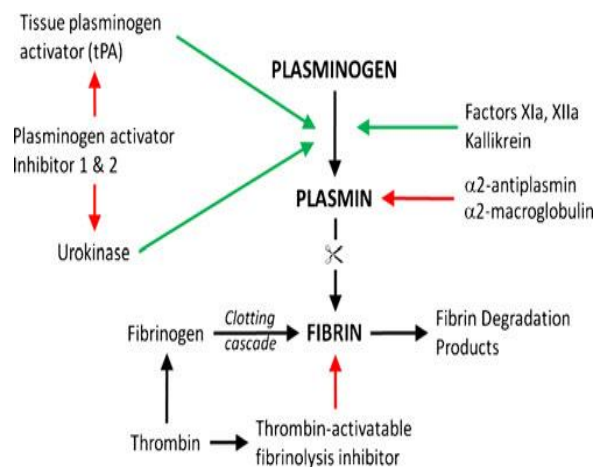 Tissue plasminogen
activator (tPA)
PLASMINOGEN
Factors XIa, XIIa
Kallikrein
Plasminogen activator
Inhibitor 1 & 2
PLASMIN
α2-antiplasmin
α2-macroglobulin
Urokinase
Fibrinogen
Clotting
cascade
FIBRIN
Fibrin Degradation
Products
Thrombin
Thrombin-activatable
fibrinolysis inhibitor